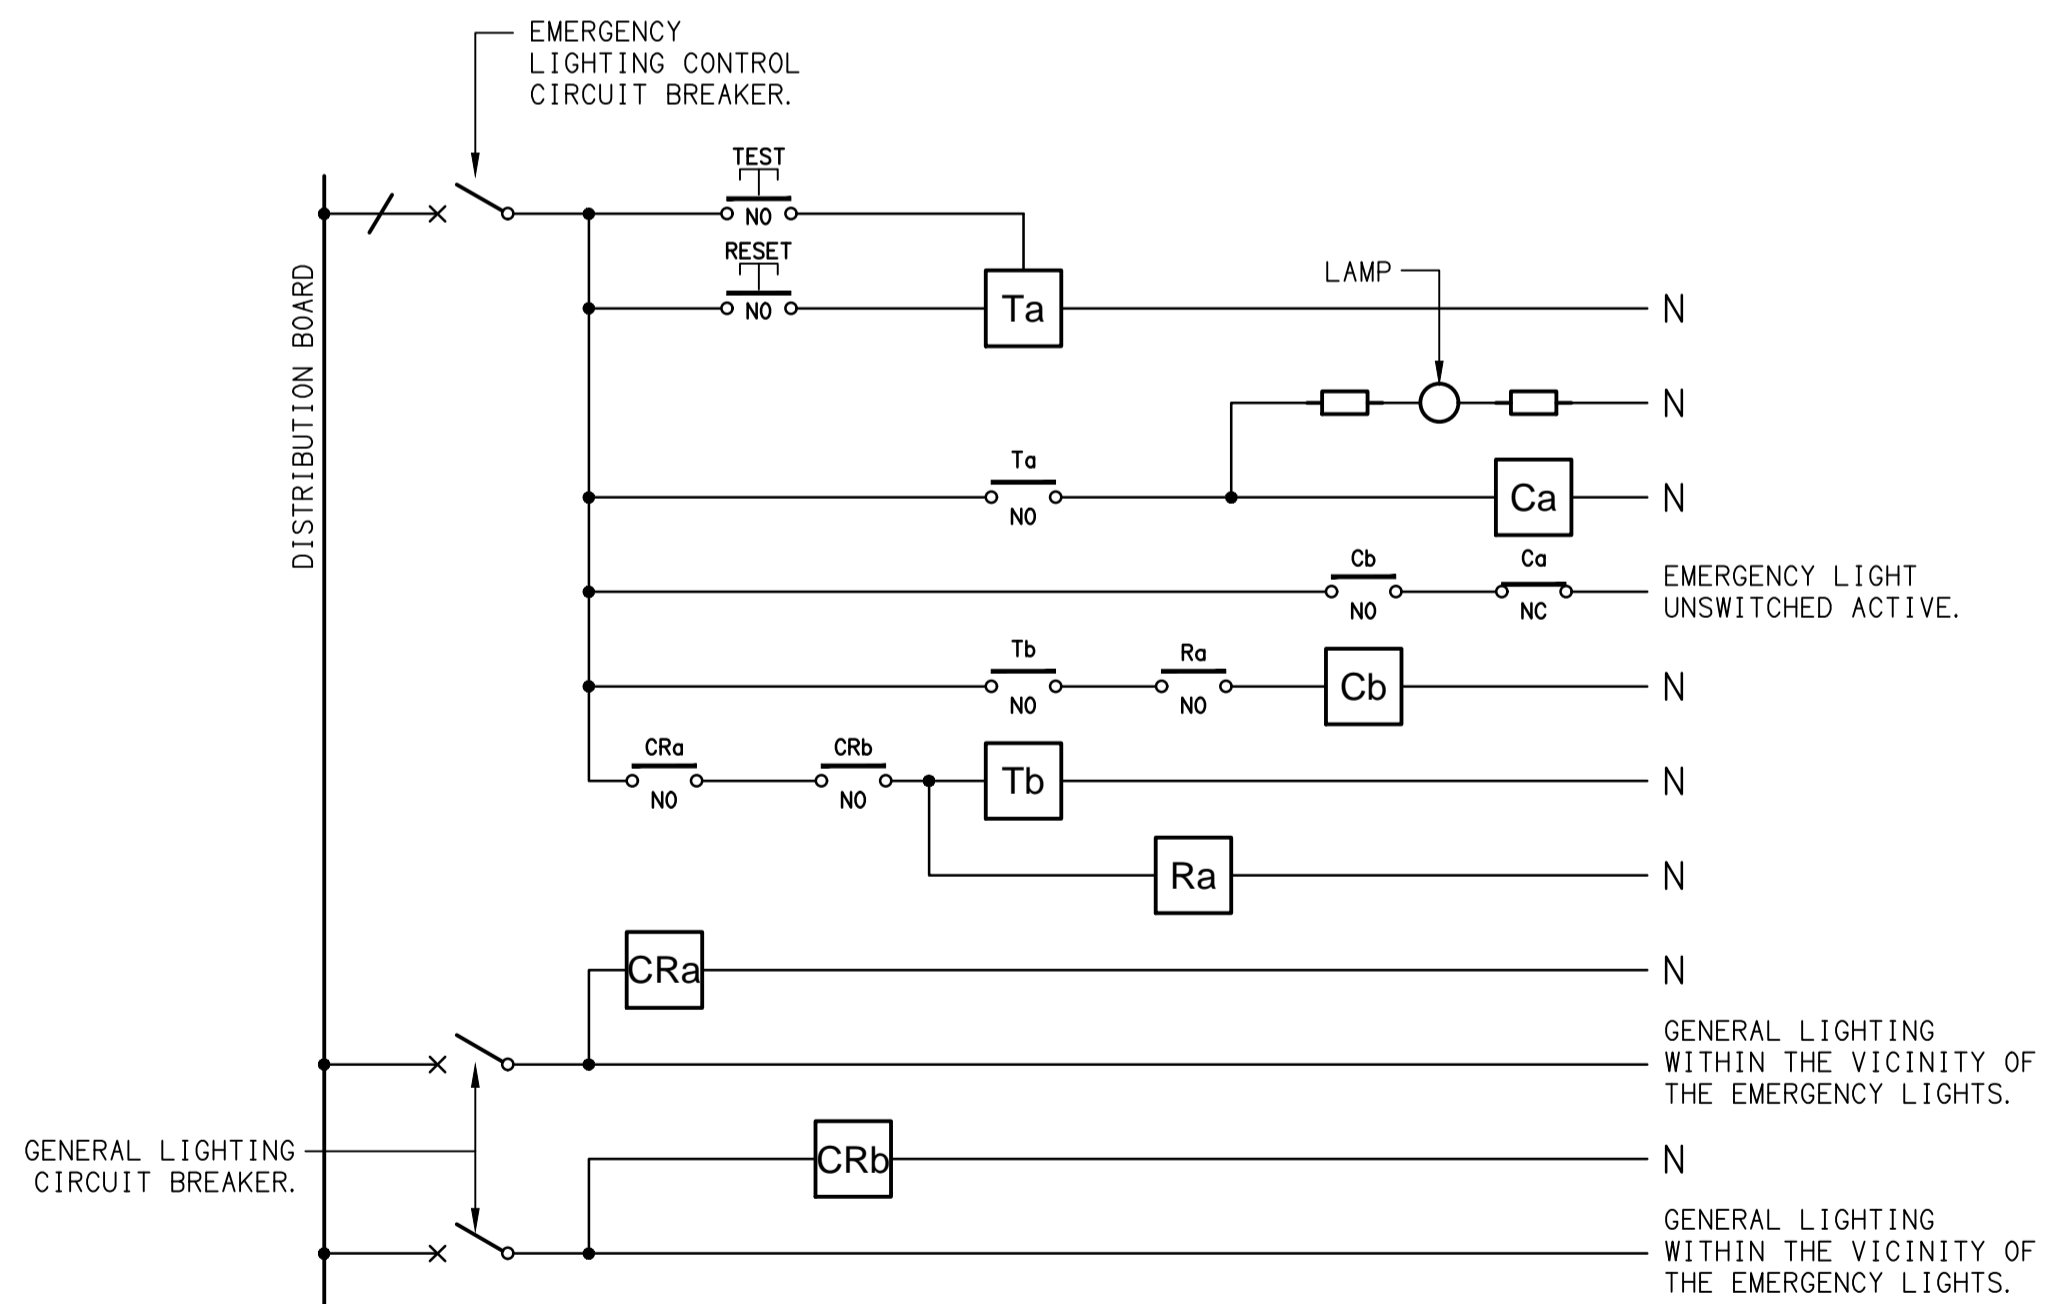 EMERGENCY
LIGHTING CONTROL
CIRCUIT BREAKER.
TEST
NO
RESET
NO
Ta
N
DISTRIBUTION BOARD
LAMP
N
Ta
NO
Ca
N
Cb
NO
Ca
NC
EMERGENCY LIGHT
UNSWITCHED ACTIVE.
Tb
NO
Ra
NO
Cb
N
CRa
NO
CRb
NO
Tb
N
Ra
N
CRa
N
GENERAL LIGHTING
WITHIN THE VICINITY OF
THE EMERGENCY LIGHTS.
GENERAL LIGHTING
CIRCUIT BREAKER.
CRb
N
GENERAL LIGHTING
WITHIN THE VICINITY OF
THE EMERGENCY LIGHTS.